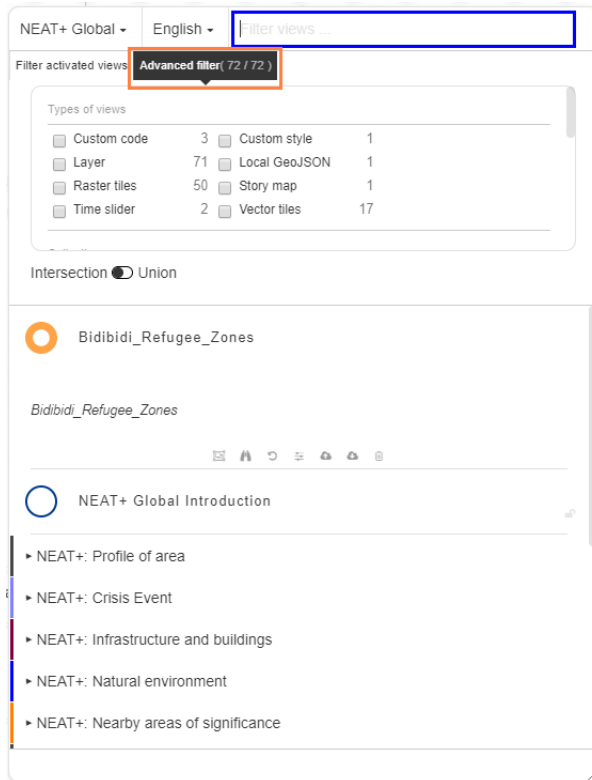 NEAT+ Global English Filter views ...
Filter activated views Advanced filter( 72 / 72 )
Types of views
Custom code 3 Custom style 1
Layer 71 Local GeoJSON 1
Raster tiles 50 Story map 1
Time slider 2 Vector tiles 17
Intersection Union
Bidibidi_Refugee_Zones
Bidibidi_Refugee_Zones
NEAT+ Global Introduction
NEAT+: Profile of area
NEAT+: Crisis Event
NEAT+: Infrastructure and buildings
NEAT+: Natural environment
NEAT+: Nearby areas of significance